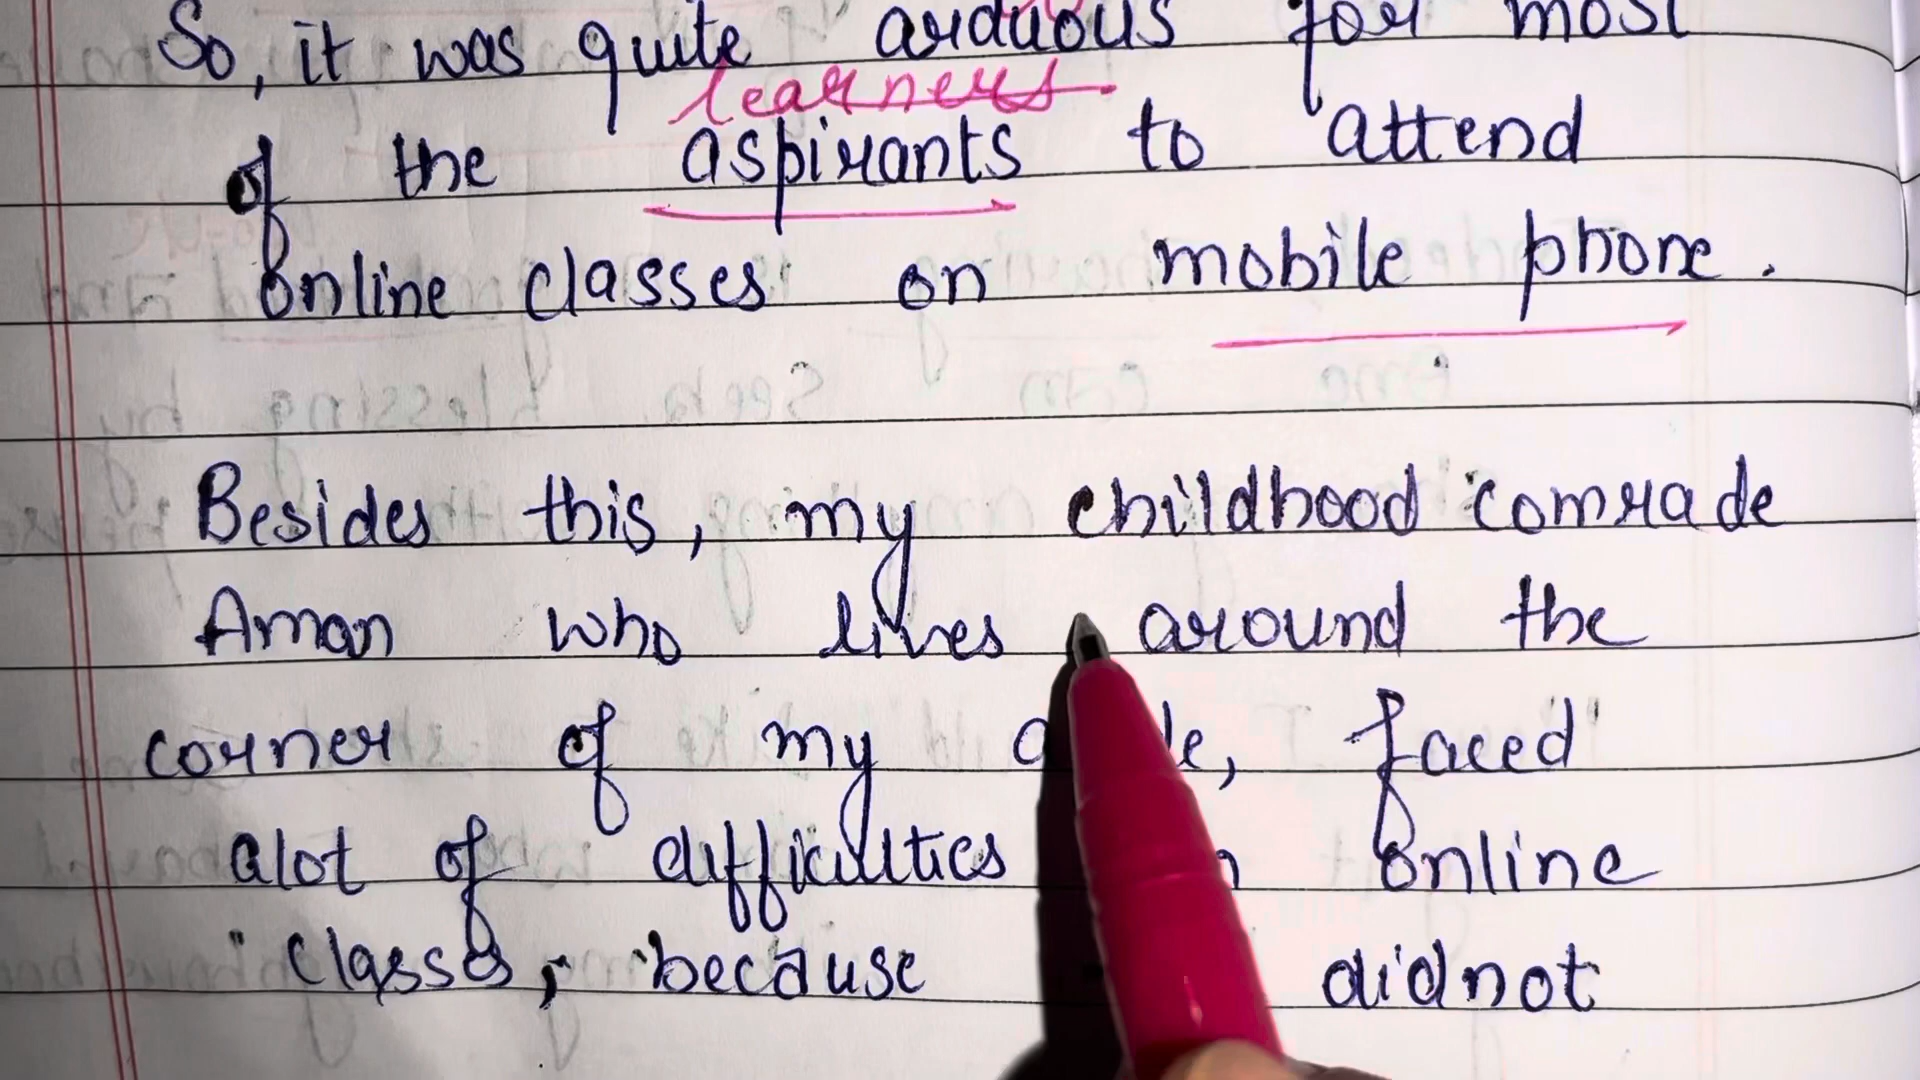 So, it was quite arduous for most
learners
of the aspirants to attend
online classes on mobile phone.
Besides this, my childhood comrade
Aman who lives around the
corner of my, faced
alot of difficulties online
classes, because didnot